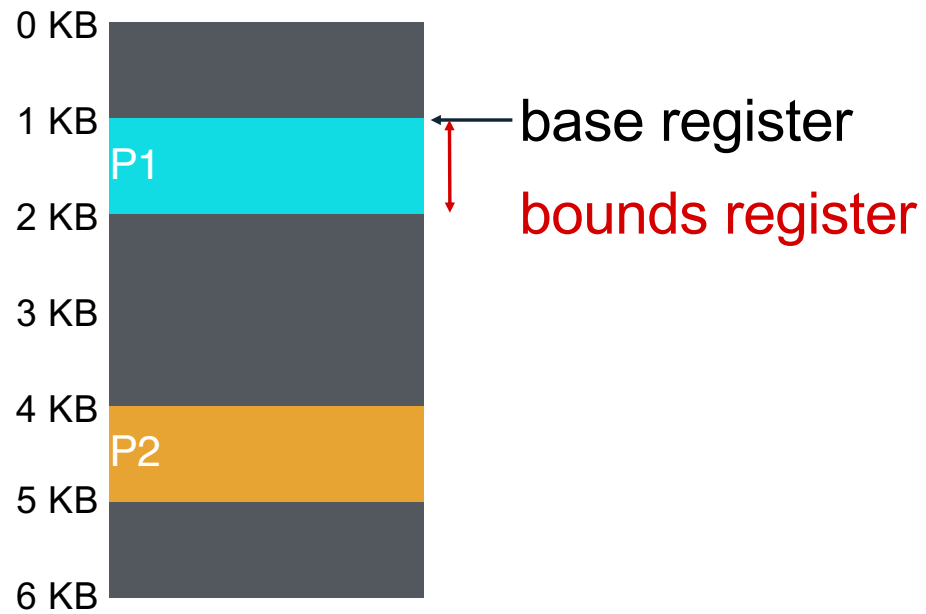 0 KB
1 KB
base register
P1
2 KB
bounds register
3 KB
4 KB
P2
5 KB
6 KB